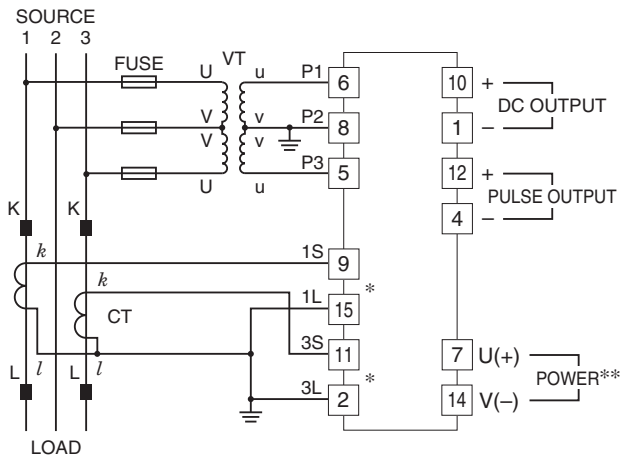 SOURCE
1 2 3
FUSE
VT
U u P1 6
V v P2 8
V v
U u P3 5
10 +
DC OUTPUT
1 –
12 +
PULSE OUTPUT
4 –
K K
k 1S 9
k 1L 15 *
CT
3S 11
L l L l 3L 2 *
7 U(+)
POWER**
14 V(–)
LOAD